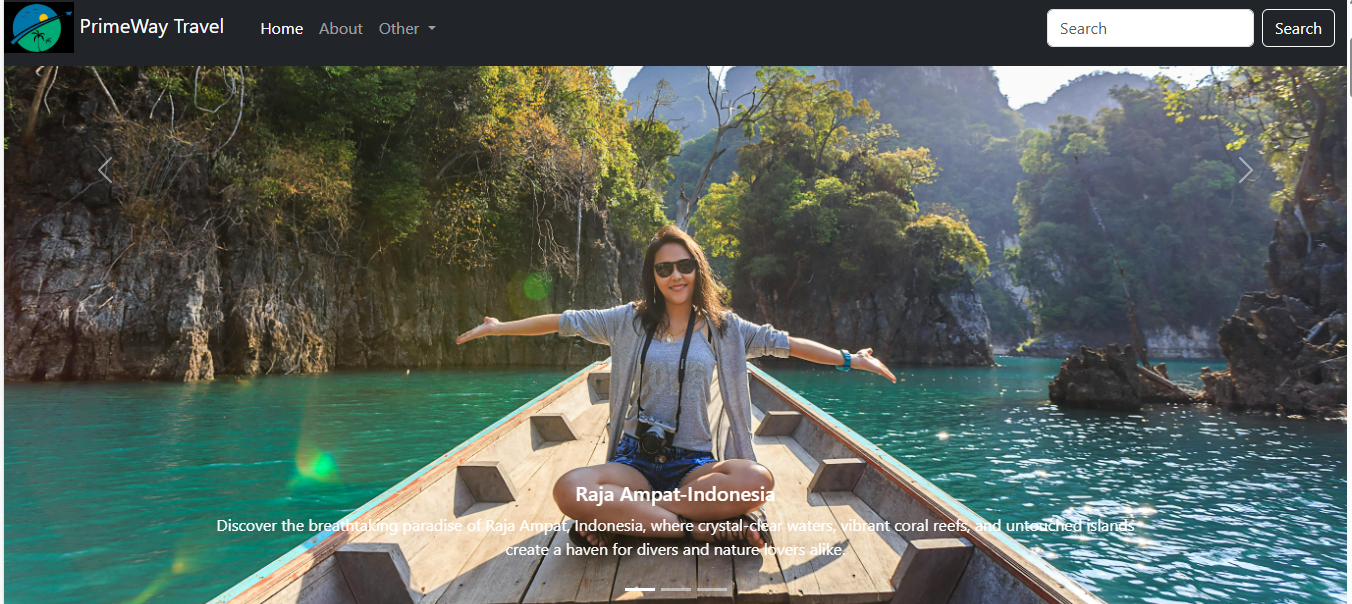 PrimeWay Travel Home About Other Search Search
Raja Ampat-Indonesia
Discover the breathtaking paradise of Raja Ampat, Indonesia, where crystal-clear waters, vibrant coral reefs, and untouched islands
create a haven for divers and nature lovers alike.